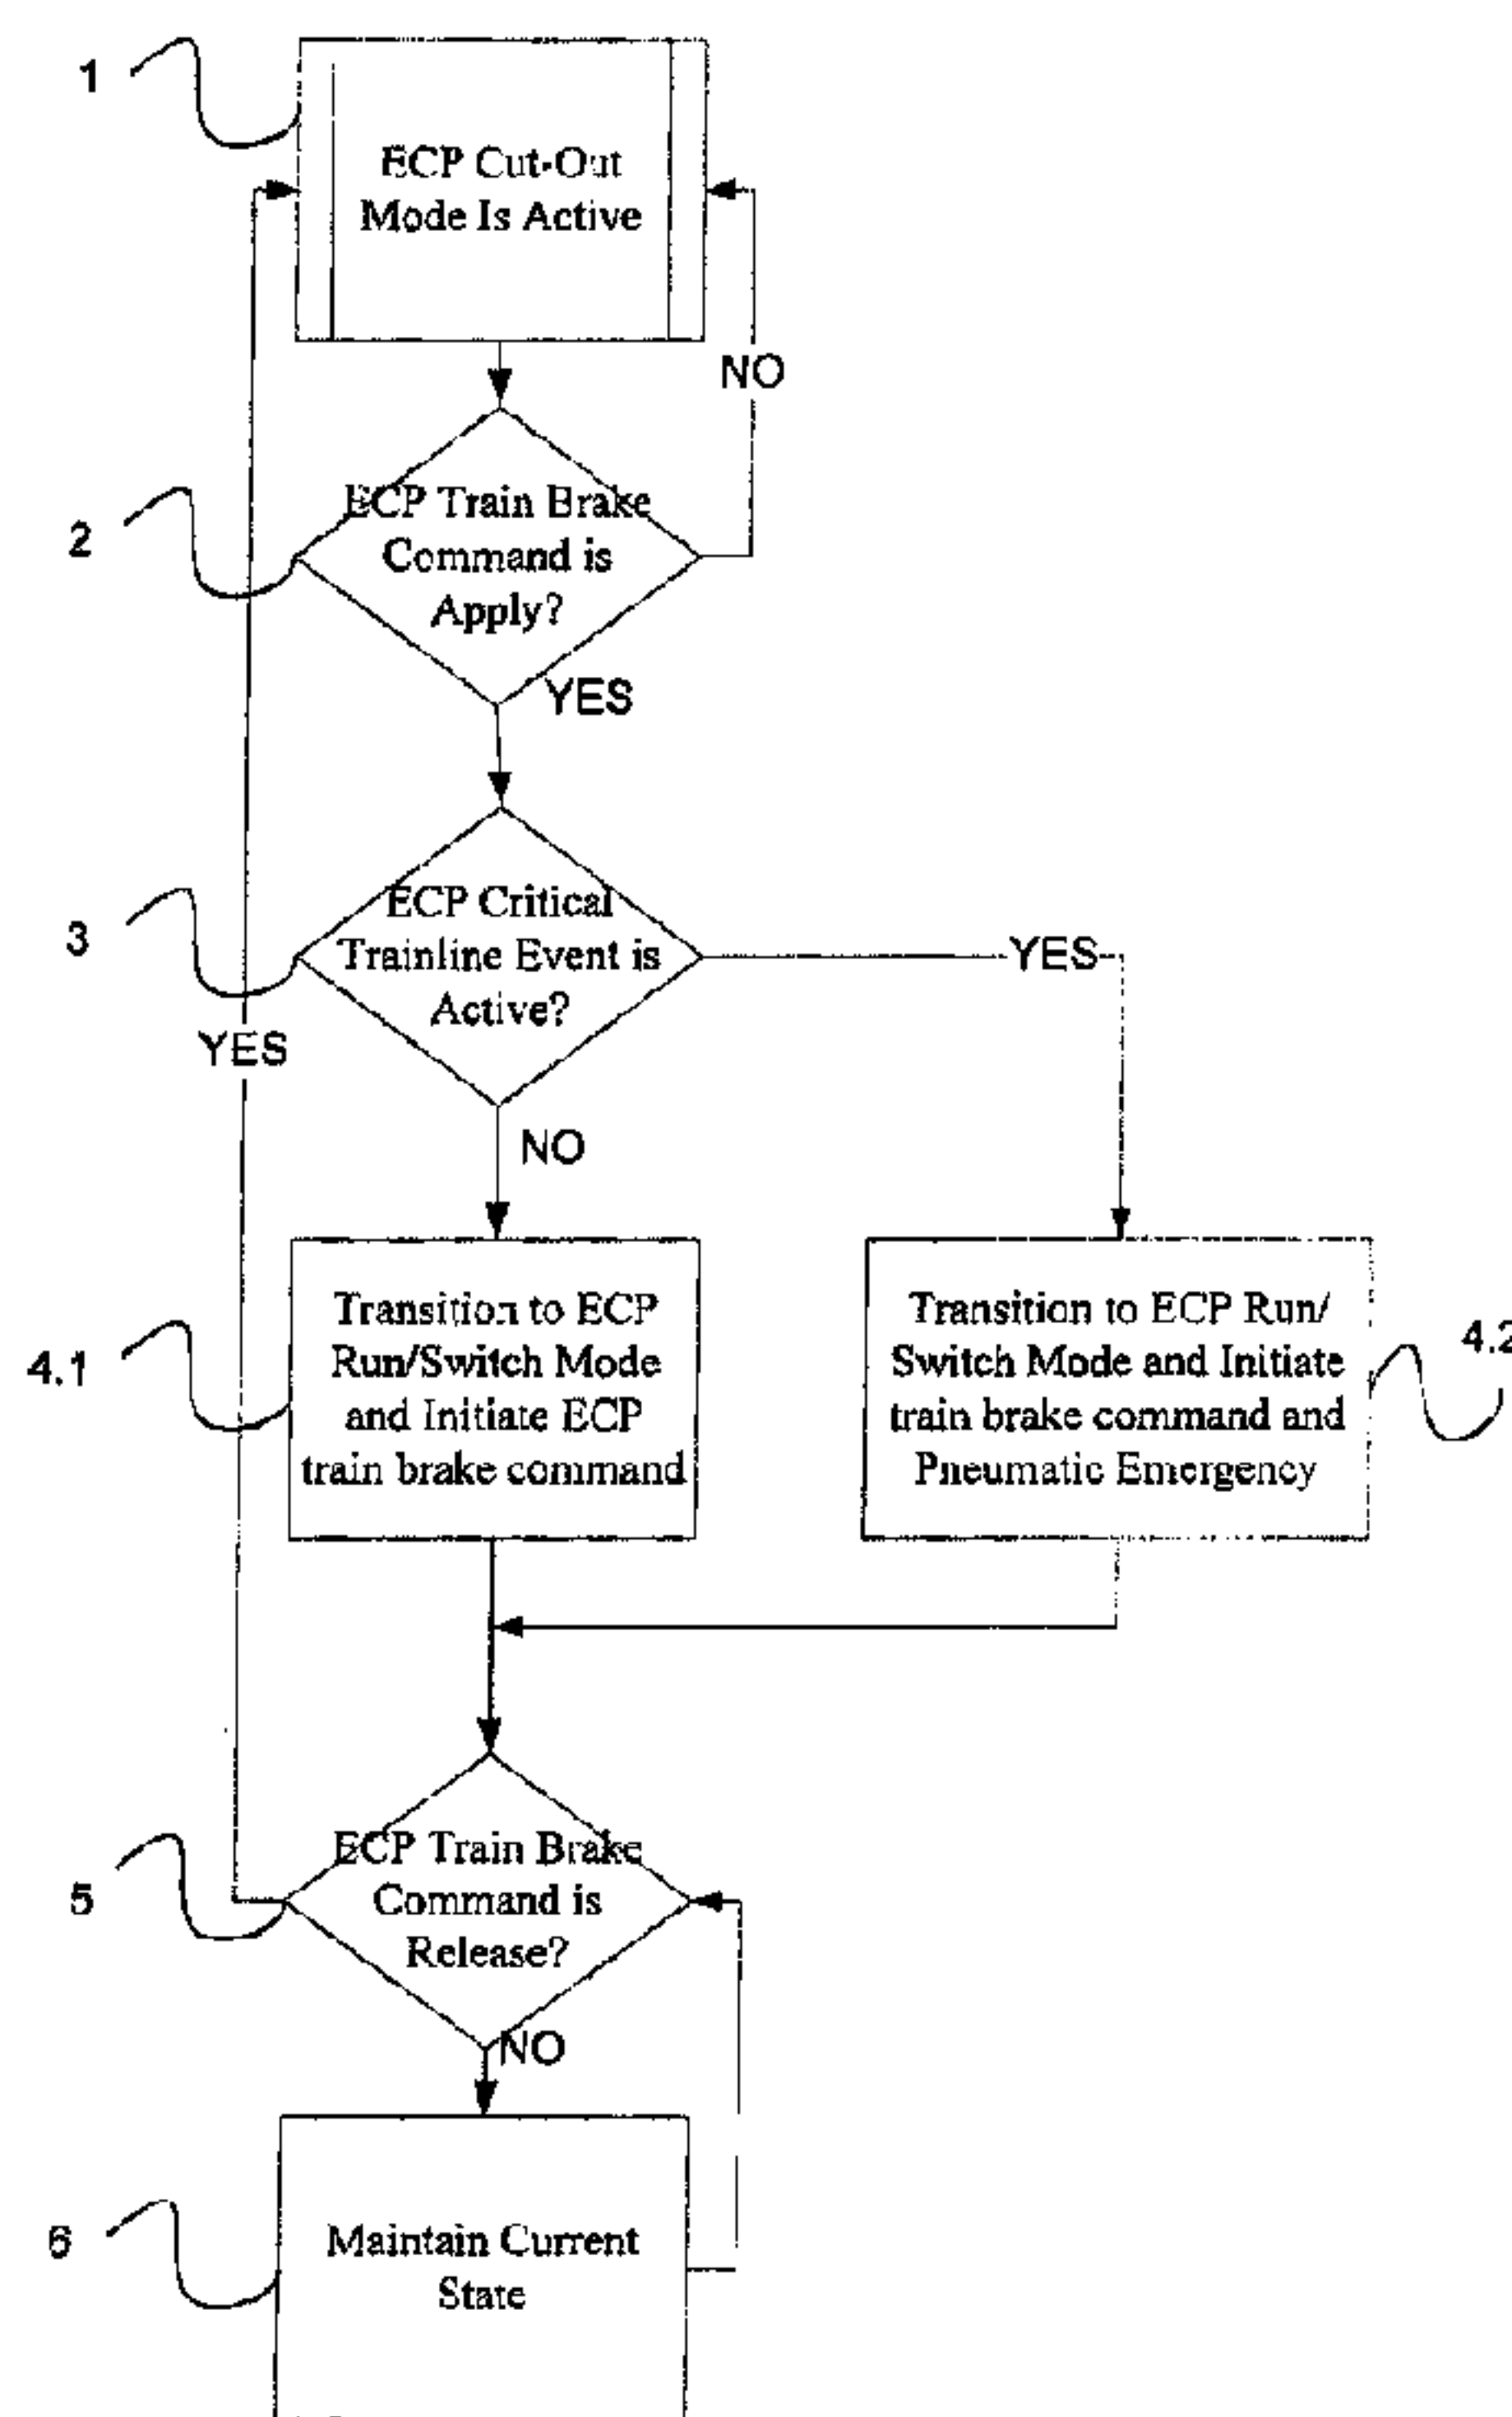 1
ECP Cut-Out
Mode Is Active
NO
2
ECP Train Brake
Command is
Apply?
YES
3
ECP Critical
Trainline Event is
Active?
YES
YES
NO
4.1
Transition to ECP
Run/Switch Mode
and Initiate ECP
train brake command
Transition to ECP Run/
Switch Mode and Initiate
train brake command and
Pneumatic Emergency
4.2
5
ECP Train Brake
Command is
Release?
NO
6
Maintain Current
State